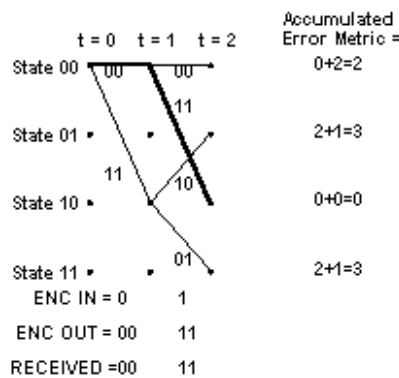 Accumulated
t = 0 t = 1 t = 2 Error Metric =
State 00 00 00 0+2=2
11
State 01 2+1=3
11 10
State 10 0+0=0
01
State 11 2+1=3
ENC IN = 0 1
ENC OUT = 00 11
RECEIVED =00 11